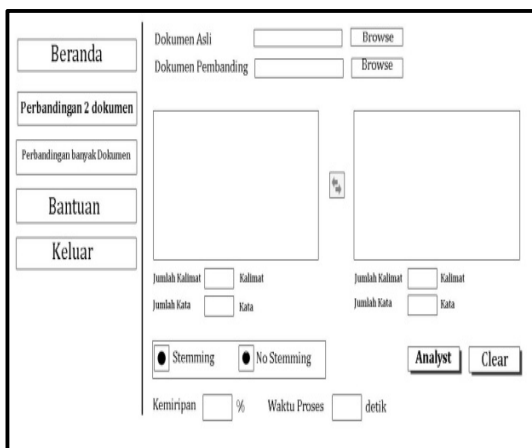 Beranda
Perbandingan 2 dokumen
Perbandingan banyak Dokumen
Bantuan
Keluar
Dokumen Asli Browse
Dokumen Pembanding Browse
Jumlah Kalimat Kalimat
Jumlah Kata Kata
Jumlah Kalimat Kalimat
Jumlah Kata Kata
Stemming No Stemming
Analyst Clear
Kemiripan % Waktu Proses detik